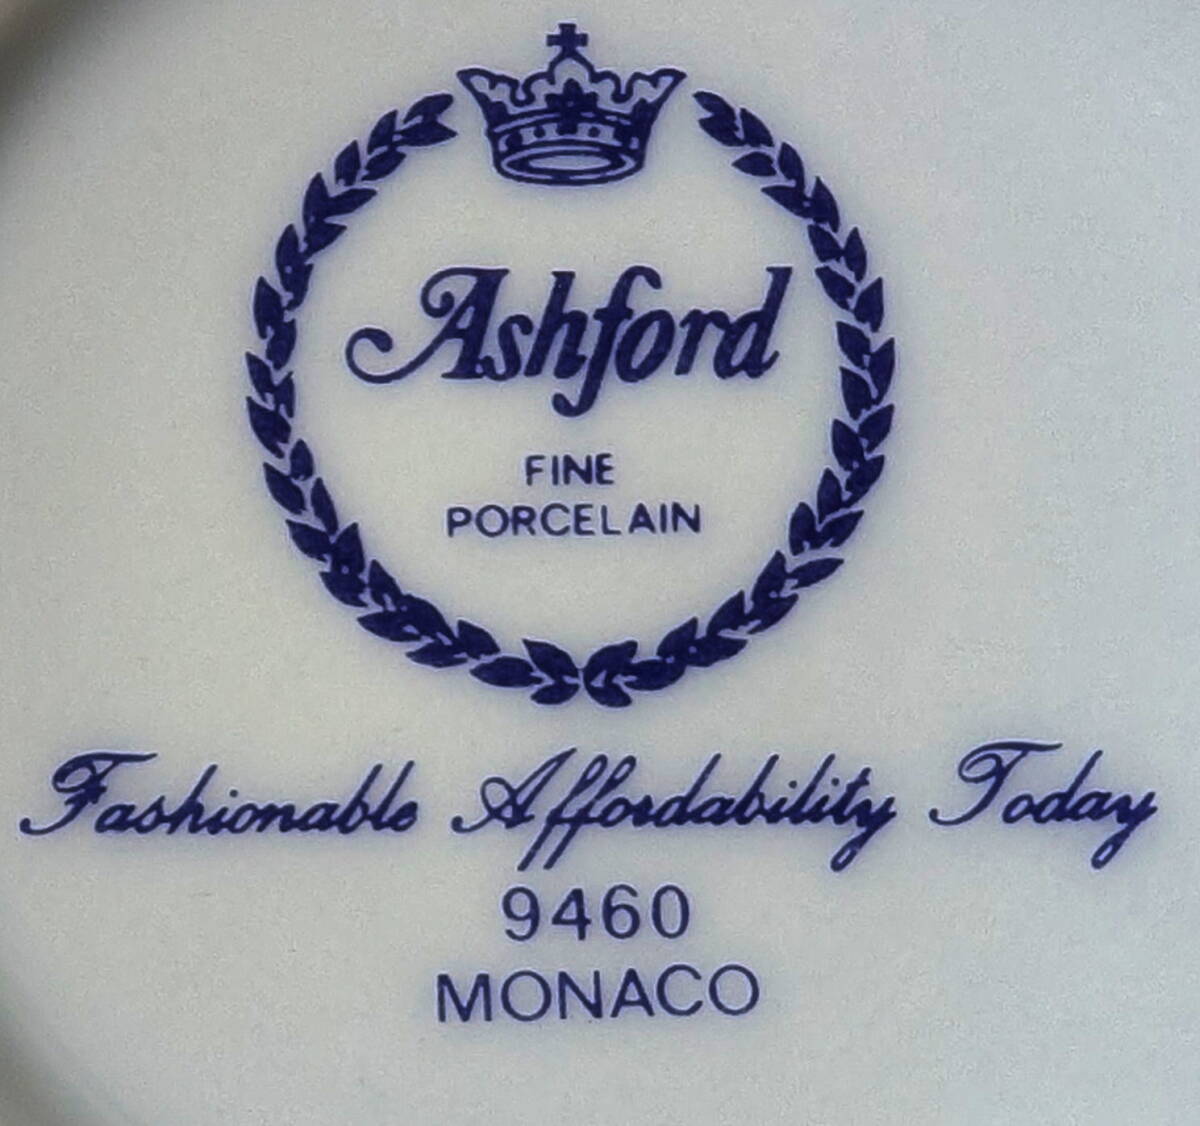 Ashford
FINE
PORCELAIN
Fashionable Affordability Today
9460
MONACO